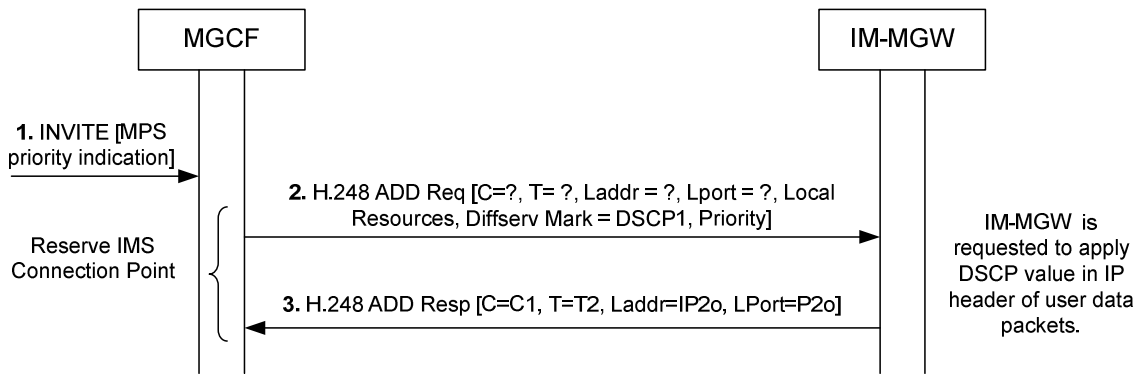 MGCF
IM-MGW
1. INVITE [MPS
priority indication]
2. H.248 ADD Req [C=?, T= ?, Laddr = ?, Lport = ?, Local
Resources, Diffserv Mark = DSCP1, Priority]
Reserve IMS
Connection Point
IM-MGW is
requested to apply
DSCP value in IP
header of user data
packets.
3. H.248 ADD Resp [C=C1, T=T2, Laddr=IP2o, LPort=P2o]